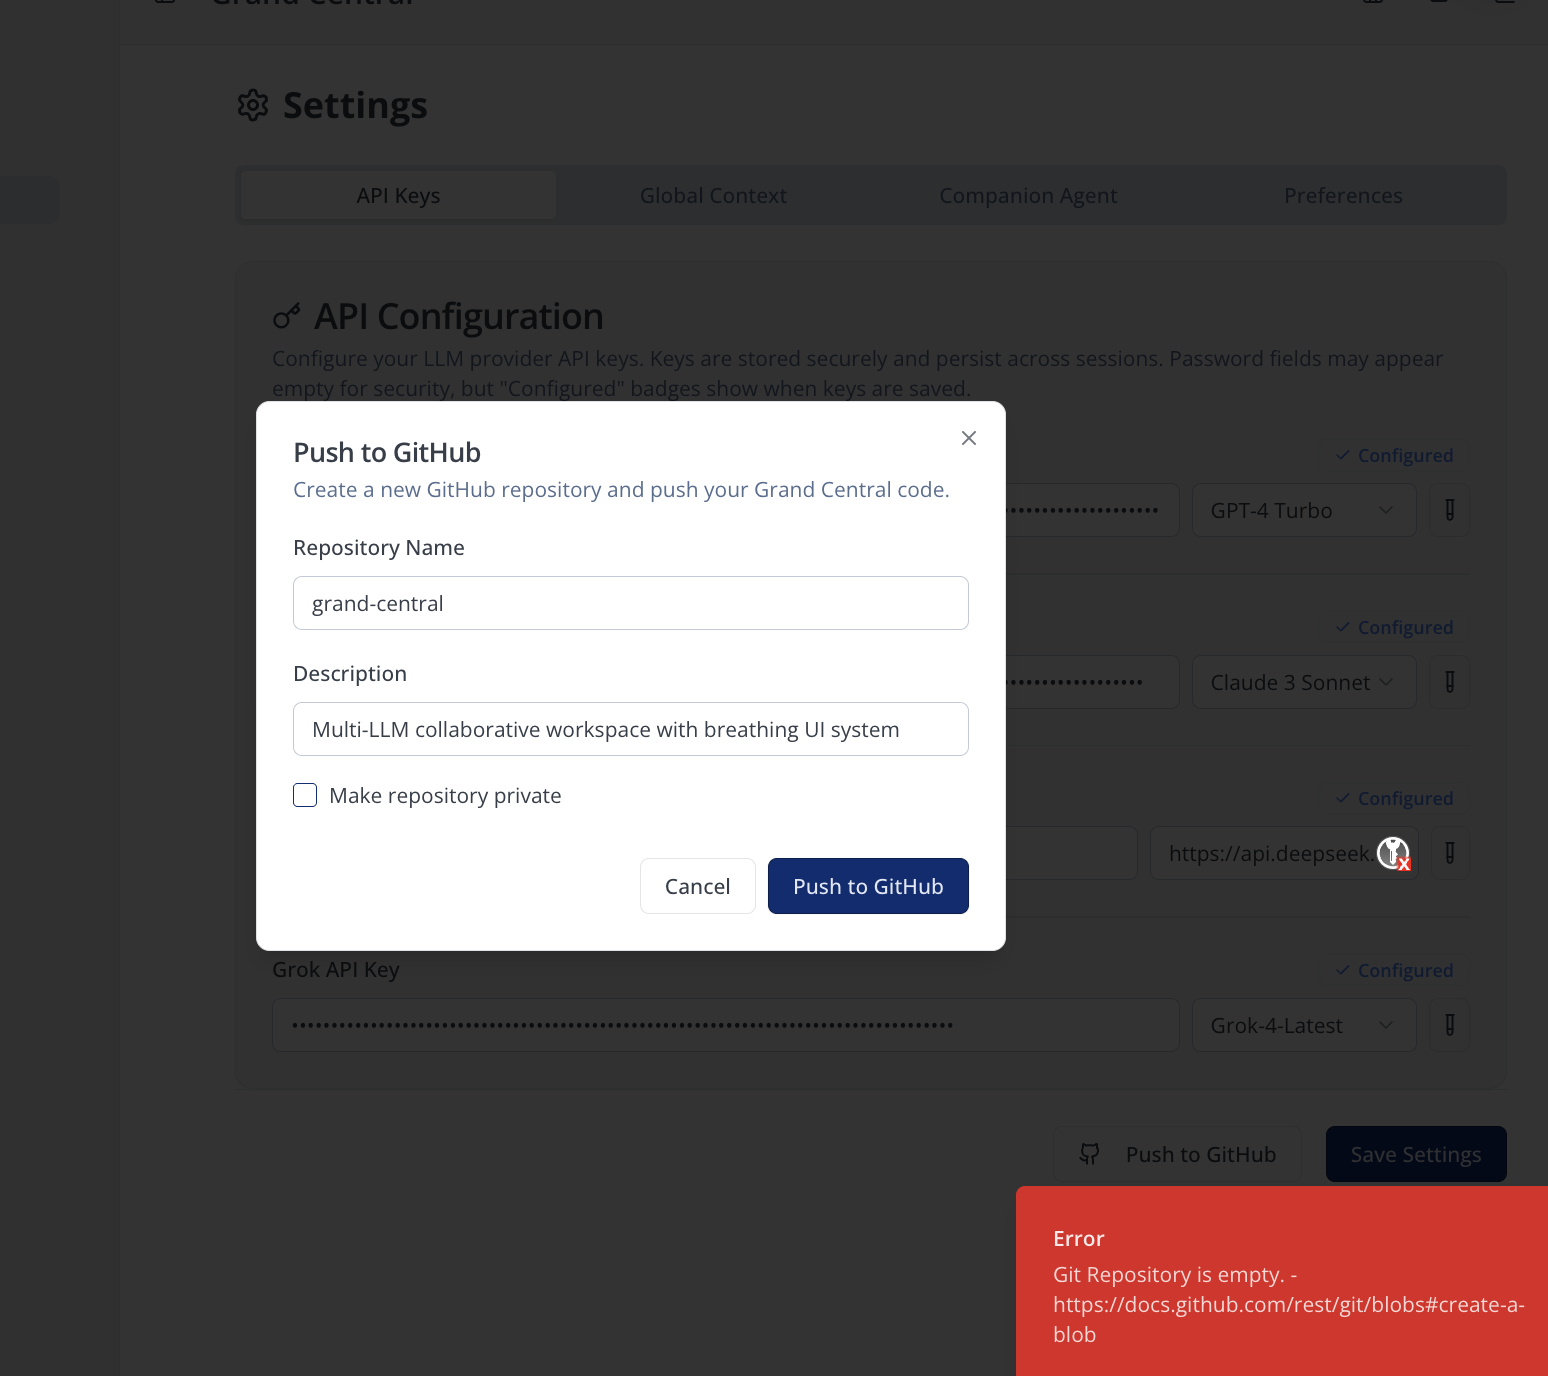 Grand Central
Settings
API Keys
Global Context
Companion Agent
Preferences
API Configuration
Configure your LLM provider API keys. Keys are stored securely and persist across sessions. Password fields may appear
empty for security, but "Configured" badges show when keys are saved.
Push to GitHub
Create a new GitHub repository and push your Grand Central code.
Repository Name
grand-central
Description
Multi-LLM collaborative workspace with breathing UI system
Make repository private
Cancel
Push to GitHub
Configured
GPT-4 Turbo
Configured
Claude 3 Sonnet
Configured
https://api.deepseek.
X
Grok API Key
Configured
Grok-4-Latest
Push to GitHub
Save Settings
Error
Git Repository is empty. -
https://docs.github.com/rest/git/blobs#create-a-
blob